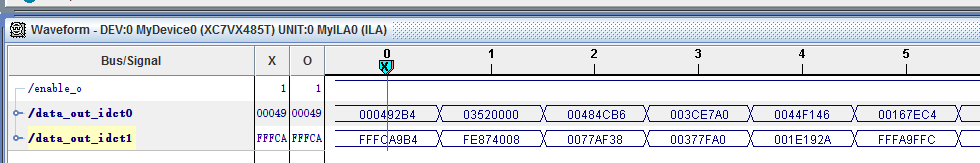 Waveform - DEV:0 MyDevice0 (XC7VX485T) UNIT:0 MyILA0 (ILA)
Bus/Signal X O 0 1 2 3 4 5
X
/enable_o 1 1
/data_out_idct0 00049 00049 000492B4 03520000 00484CB6 003CE7A0 0044F146 00167EC4
/data_out_idct1 FFFCA FFFCA FFFCA9B4 FE874008 0077AF38 00377FA0 001E192A FFFA9FFC